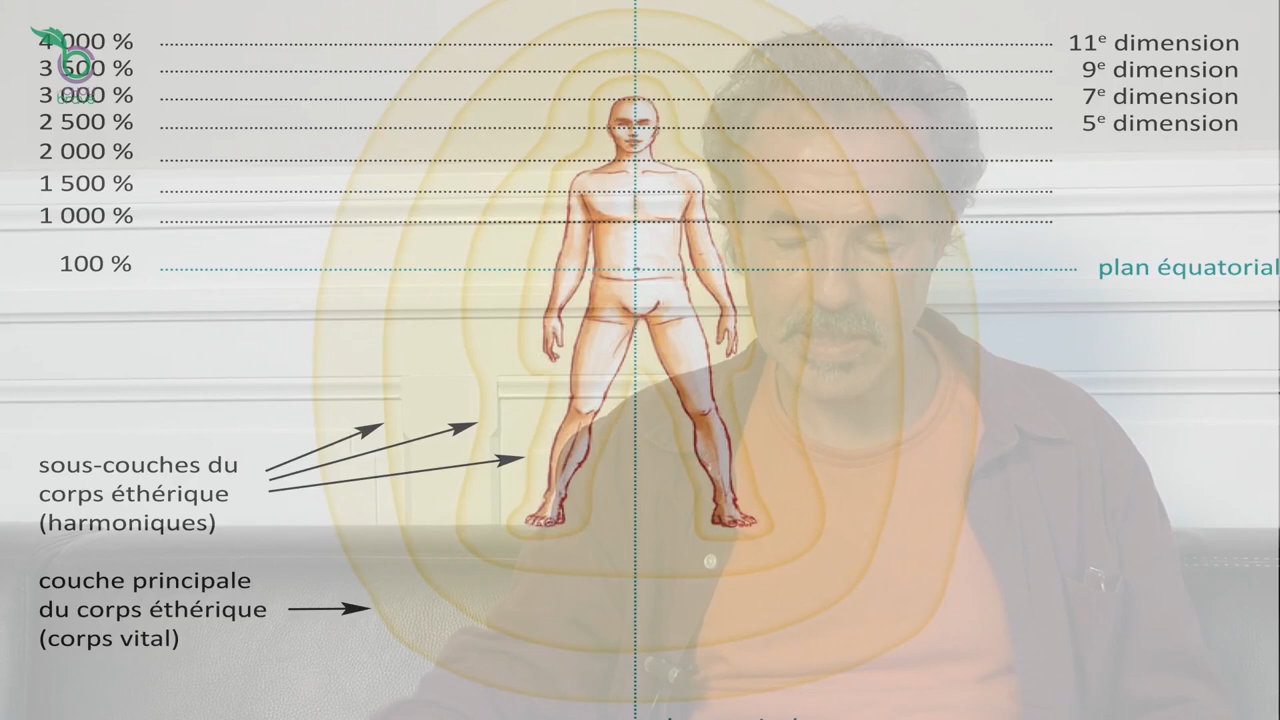 4 000 % 11e dimension
3 500 % 9e dimension
3 000 % 7e dimension
2 500 % 5e dimension
2 000 %
1 500 %
1 000 %
100 % plan équatorial
sous-couches du
corps éthérique
(harmoniques)
couche principale
du corps éthérique
(corps vital)